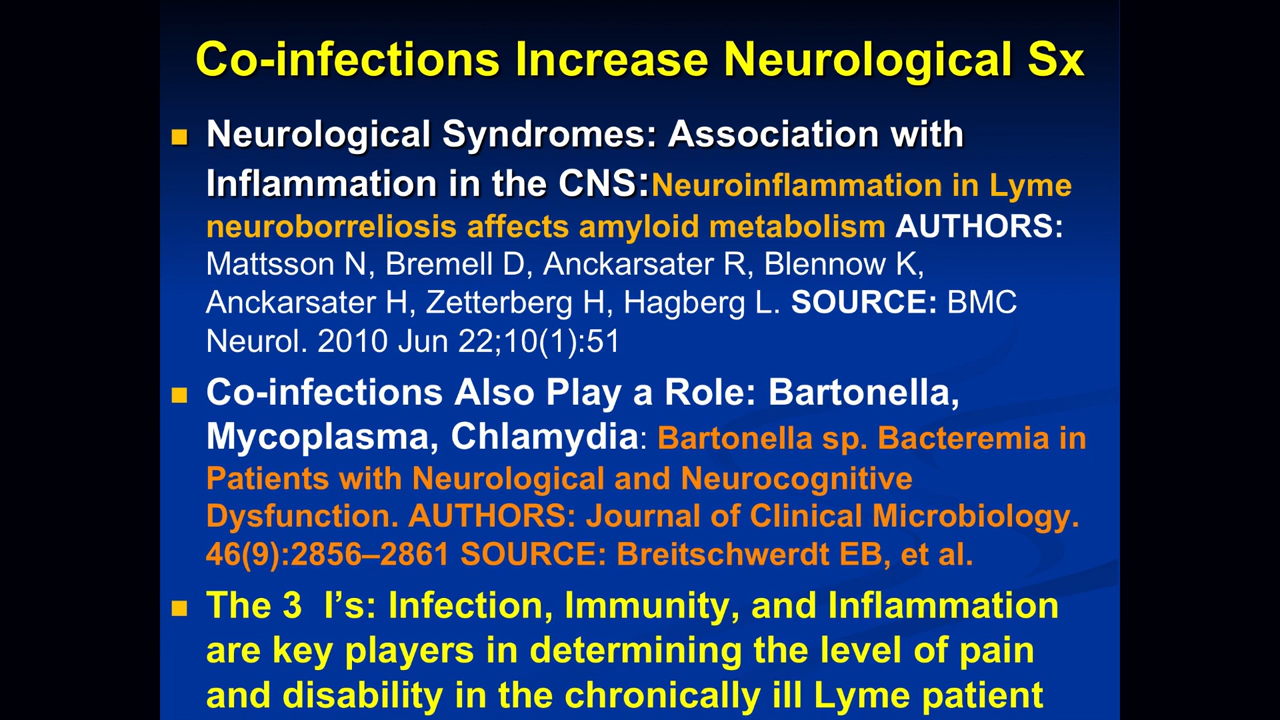 Co-infections Increase Neurological Sx
Neurological Syndromes: Association with
Inflammation in the CNS:Neuroinflammation in Lyme
neuroborreliosis affects amyloid metabolism AUTHORS:
Mattsson N, Bremell D, Anckarsater R, Blennow K,
Anckarsater H, Zetterberg H, Hagberg L. SOURCE: BMC
Neurol. 2010 Jun 22;10(1):51
Co-infections Also Play a Role: Bartonella,
Mycoplasma, Chlamydia: Bartonella sp. Bacteremia in
Patients with Neurological and Neurocognitive
Dysfunction. AUTHORS: Journal of Clinical Microbiology.
46(9):2856–2861 SOURCE: Breitschwerdt EB, et al.
The 3  I’s: Infection, Immunity, and Inflammation
are key players in determining the level of pain
and disability in the chronically ill Lyme patient